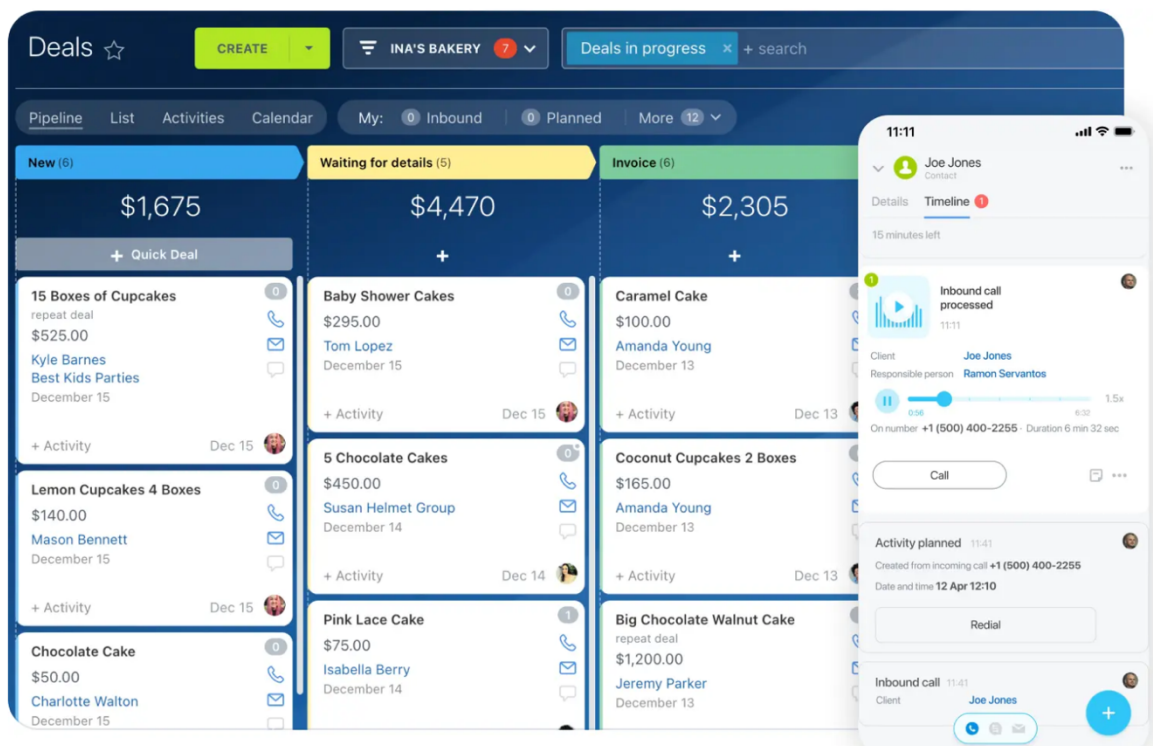 Deals
CREATE
INA'S BAKERY 7
Deals in progress × + search
Pipeline List Activities Calendar
My: 0 Inbound 0 Planned More 12
New (6)
$1,675
+ Quick Deal
15 Boxes of Cupcakes 0
repeat deal
$525.00
Kyle Barnes
Best Kids Parties
December 15
+ Activity Dec 15
Lemon Cupcakes 4 Boxes 0
$140.00
Mason Bennett
December 15
+ Activity Dec 15
Chocolate Cake 0
$50.00
Charlotte Walton
December 15
Waiting for details (5)
$4,470
+
Baby Shower Cakes 0
$295.00
Tom Lopez
December 15
+ Activity Dec 15
5 Chocolate Cakes 0
$450.00
Susan Helmet Group
December 14
+ Activity Dec 14
Pink Lace Cake 1
$75.00
Isabella Berry
December 14
Invoice (6)
$2,305
+
Caramel Cake
$100.00
Amanda Young
December 13
+ Activity Dec 13
Coconut Cupcakes 2 Boxes
$165.00
Amanda Young
December 13
+ Activity Dec 13
Big Chocolate Walnut Cake
repeat deal
$1,200.00
Jeremy Parker
December 13
11:11
Joe Jones
Contact
Details Timeline 1
15 minutes left
1
Inbound call
processed
11:11
Client Joe Jones
Responsible person Ramon Servantos
1.5x
0:56 6:32
On number +1 (500) 400-2255 · Duration 6 min 32 sec
Call
Activity planned 11:41
Created from incoming call +1 (500) 400-2255
Date and time 12 Apr 12:10
Redial
Inbound call 11:41
Client Joe Jones
+